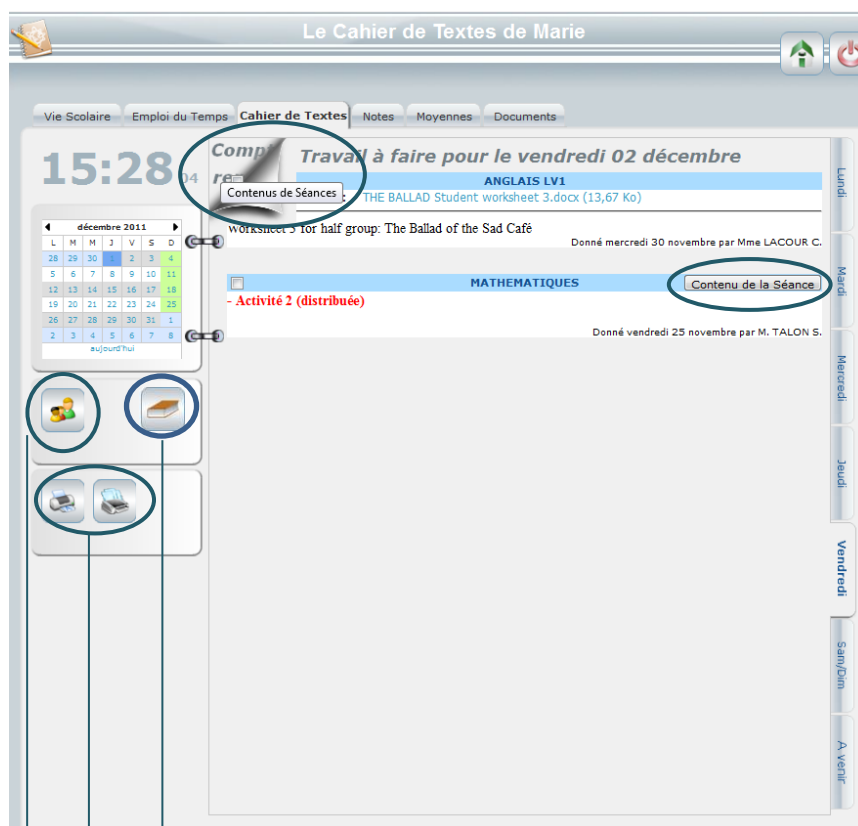 Le Cahier de Textes de Marie
Vie Scolaire Emploi du Temps Cahier de Textes Notes Moyennes Documents
15:28 04
Travail à faire pour le vendredi 02 décembre
Contenus de Séances
ANGLAIS LV1
THE BALLAD Student worksheet 3.docx (13,67 Ko)
Worksheet 3 for half group: The Ballad of the Sad Café
Donné mercredi 30 novembre par Mme LACOUR C.
MATHEMATIQUES
Contenu de la Séance
- Activité 2 (distribuée)
Donné vendredi 25 novembre par M. TALON S.
décembre 2011
L M M J V S D
28 29 30 1 2 3 4
5 6 7 8 9 10 11
12 13 14 15 16 17 18
19 20 21 22 23 24 25
26 27 28 29 30 31 1
2 3 4 5 6 7 8
aujourd'hui
Lundi
Mardi
Mercredi
Jeudi
Vendredi
Sam/Dim
A venir